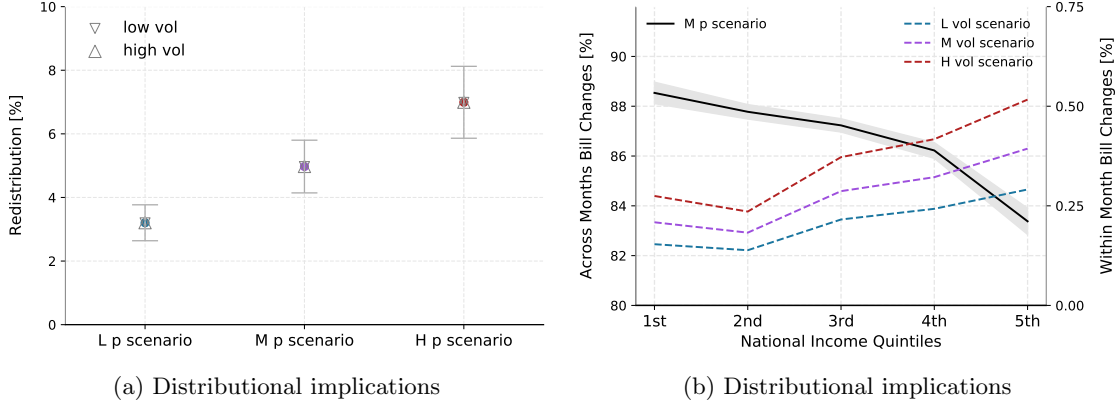 10
8
6
4
2
0
Redistribution [%]
low vol
high vol
L p scenario
M p scenario
H p scenario
(a) Distributional implications
90
88
86
84
82
80
Across Months Bill Changes [%]
M p scenario
L vol scenario
M vol scenario
H vol scenario
0.75
0.50
0.25
0.00
Within Month Bill Changes [%]
1st
2nd
3rd
4th
5th
National Income Quintiles
(b) Distributional implications